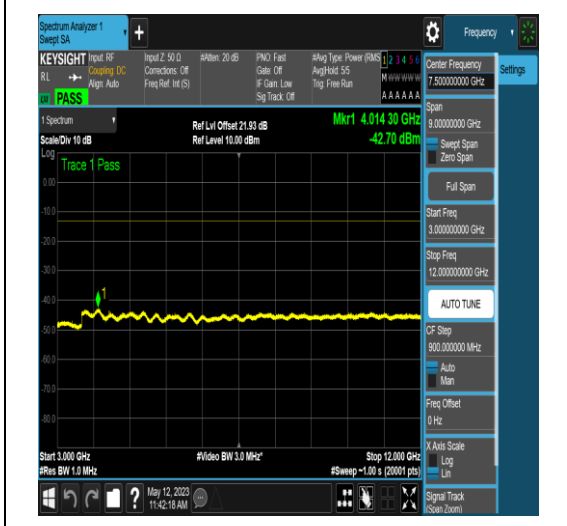 Spectrum Analyzer 1
Swept SA
Frequency
KEYSIGHT
Input: RF
Coupling: DC
Align: Auto
Input Z: 50 Ω
Corrections: Off
Freq Ref: Int (S)
#Atten: 20 dB
PNO: Fast
Gate: Off
IF Gain: Low
Sig Track: Off
#Avg Type: Power (RMS
Avg|Hold: 5/5
Trig: Free Run
1 2 3 4 5 6
M W W W W W
A A A A A A
R L
PASS
Center Frequency
7.500000000 GHz
Settings
Span
9.00000000 GHz
Swept Span
Zero Span
Full Span
Start Freq
3.000000000 GHz
Stop Freq
12.000000000 GHz
AUTO TUNE
CF Step
900.000000 MHz
Auto
Man
Freq Offset
0 Hz
X Axis Scale
Log
Lin
Signal Track
(Span Zoom)
1 Spectrum
Scale/Div 10 dB
Ref Lvl Offset 21.93 dB
Ref Level 10.00 dBm
Mkr1 4.014 30 GHz
-42.70 dBm
Log
Trace 1 Pass
1
0.00
-10.0
-20.0
-30.0
-40.0
-50.0
-60.0
-70.0
-80.0
Start 3.000 GHz
#Res BW 1.0 MHz
#Video BW 3.0 MHz*
Stop 12.000 GHz
#Sweep ~1.00 s (20001 pts)
May 12, 2023
11:42:18 AM